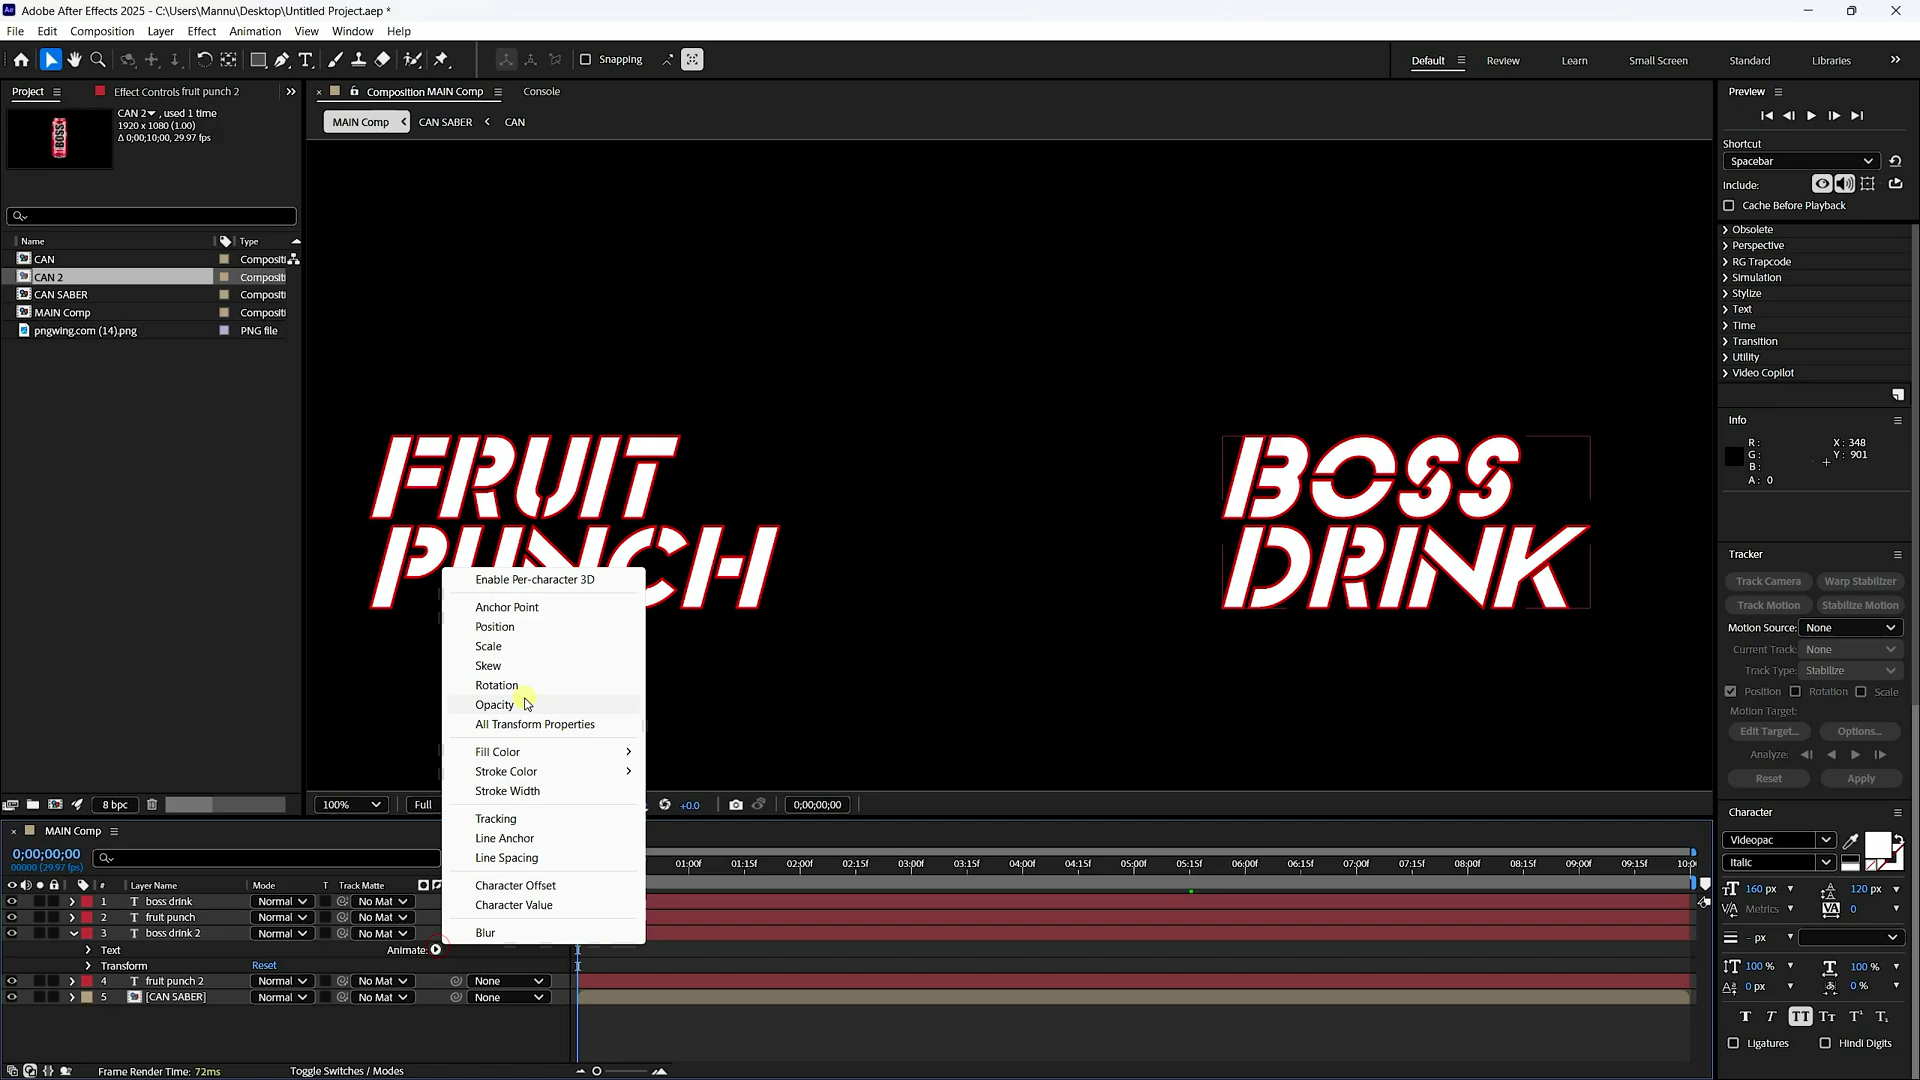 Adobe After Effects 2025 - C:\Users\Mannu\Desktop\Untitled Project.aep *
File Edit Composition Layer Effect Animation View Window Help
Snapping
Default Review Learn Small Screen Standard Libraries
Project Effect Controls fruit punch 2
Composition MAIN Comp Console
CAN 2, used 1 time
1920 x 1080 (1.00)
Δ 0;00;10;00, 29.97 fps
MAIN Comp CAN SABER CAN
BOSS
Name Type
CAN Compositi
CAN 2 Compositi
CAN SABER Compositi
MAIN Comp Compositi
pngwing.com (14).png PNG file
8 bpc
FRUIT
PUNCH
BOSS
DRINK
Enable Per-character 3D
Anchor Point
Position
Scale
Skew
Rotation
Opacity
All Transform Properties
Fill Color
Stroke Color
Stroke Width
Tracking
Line Anchor
Line Spacing
Character Offset
Character Value
Blur
100% Full +0.0 0;00;00;00
Preview
Shortcut
Spacebar
Include:
Cache Before Playback
Obsolete
Perspective
RG Trapcode
Simulation
Stylize
Text
Time
Transition
Utility
Video Copilot
Info
R: X: 348
G: Y: 901
B:
A: 0
Tracker
Track Camera Warp Stabilizer
Track Motion Stabilize Motion
Motion Source: None
Current Track: None
Track Type: Stabilize
Position Rotation Scale
Motion Target:
Edit Target... Options...
Analyze:
Reset Apply
Character
Videopac
Italic
160 px 120 px
Metrics 0
- px
100 % 100 %
0 px 0 %
Ligatures Hindi Digits
MAIN Comp
0;00;00;00
00000 (29.97 fps)
01:00f 01:15f 02:00f 02:15f 03:00f 03:15f 04:00f 04:15f 05:00f 05:15f 06:00f 06:15f 07:00f 07:15f 08:00f 08:15f 09:00f 09:15f 10:0
# Layer Name Mode T Track Matte
1 T boss drink Normal No Mat
2 T fruit punch Normal No Mat
3 T boss drink 2 Normal No Mat
Text Animate:
Transform Reset
4 T fruit punch 2 Normal No Mat None
5 [CAN SABER] Normal No Mat None
Frame Render Time: 72ms Toggle Switches / Modes